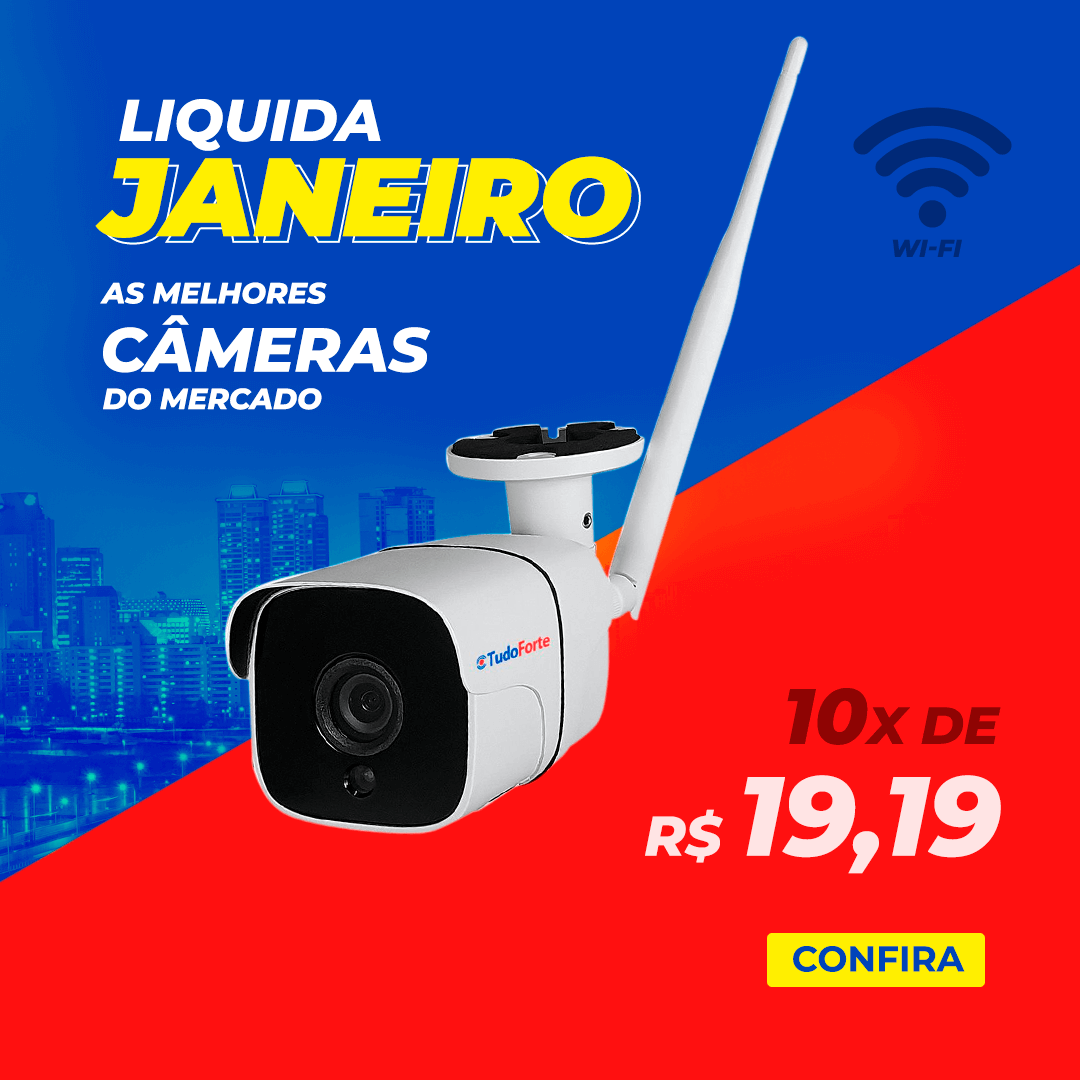 LIQUIDA
JANEIRO
AS MELHORES
CÂMERAS
DO MERCADO
WI-FI
TudoForte
10X DE
R$ 19,19
CONFIRA